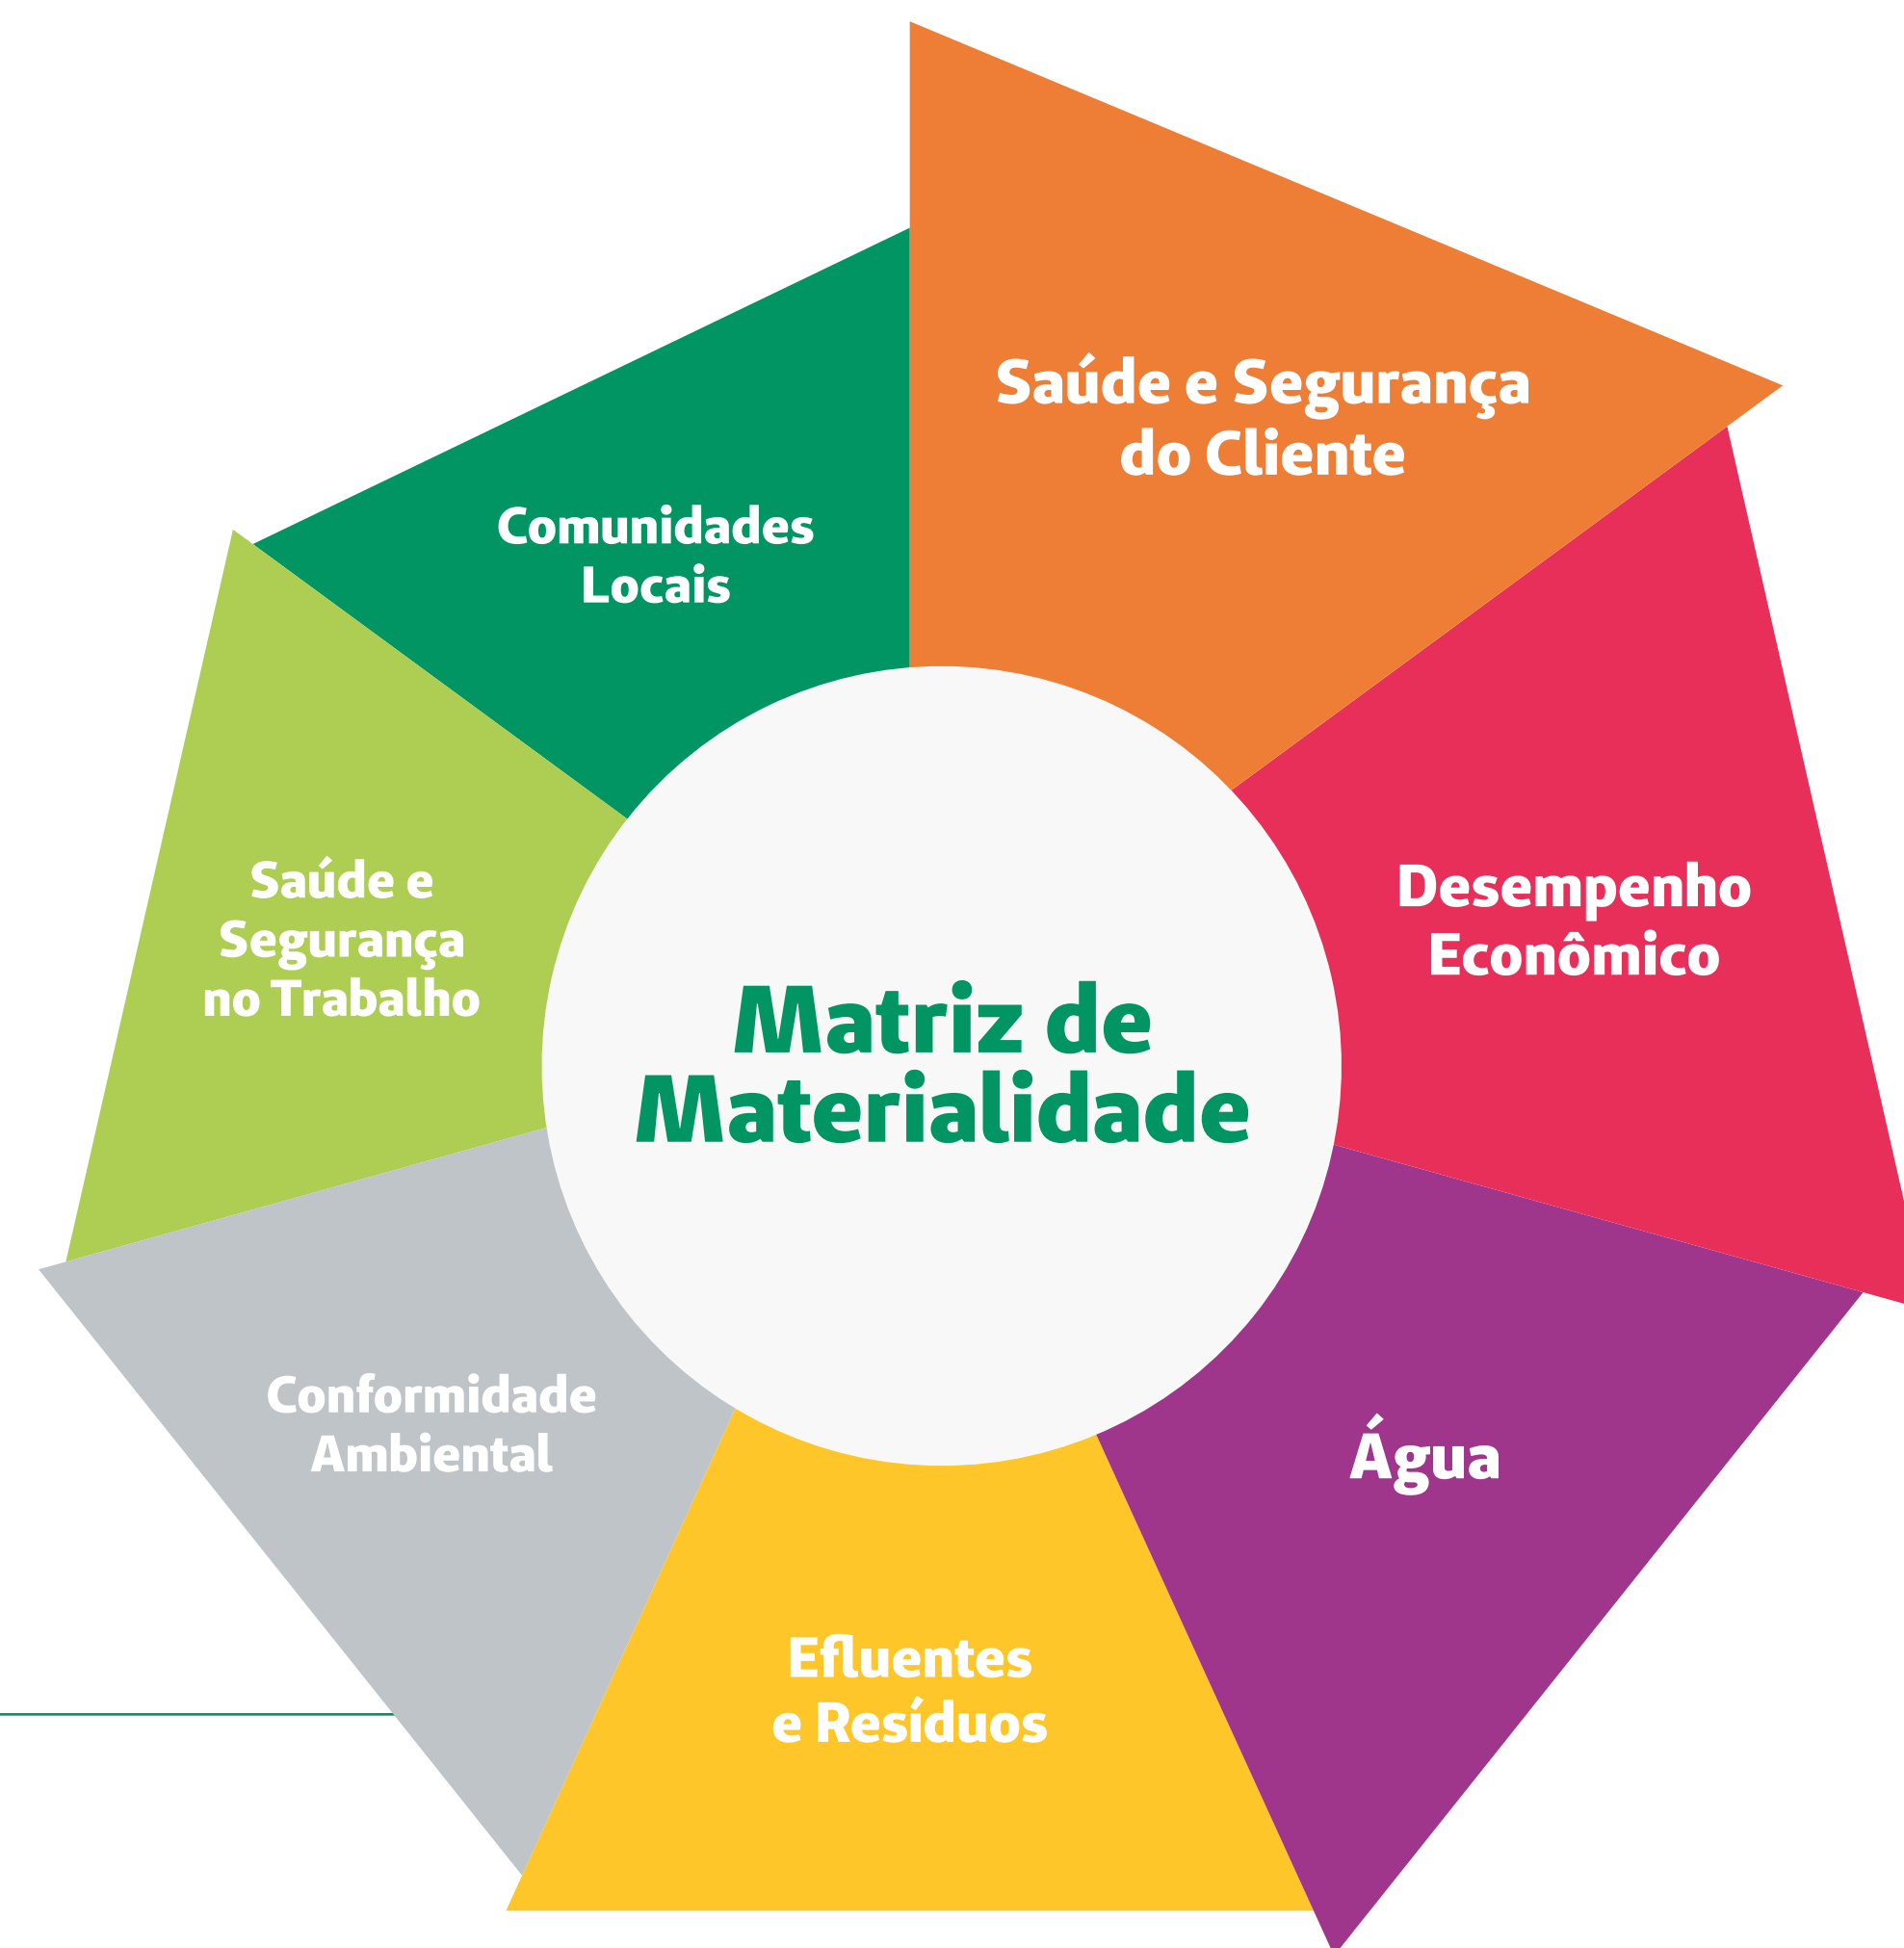 Saúde e Segurança
do Cliente
Comunidades
Locais
Desempenho
Econômico
Saúde e
Segurança
no Trabalho
Matriz de
Materialidade
Conformidade
Ambiental
Água
Efluentes
e Resíduos